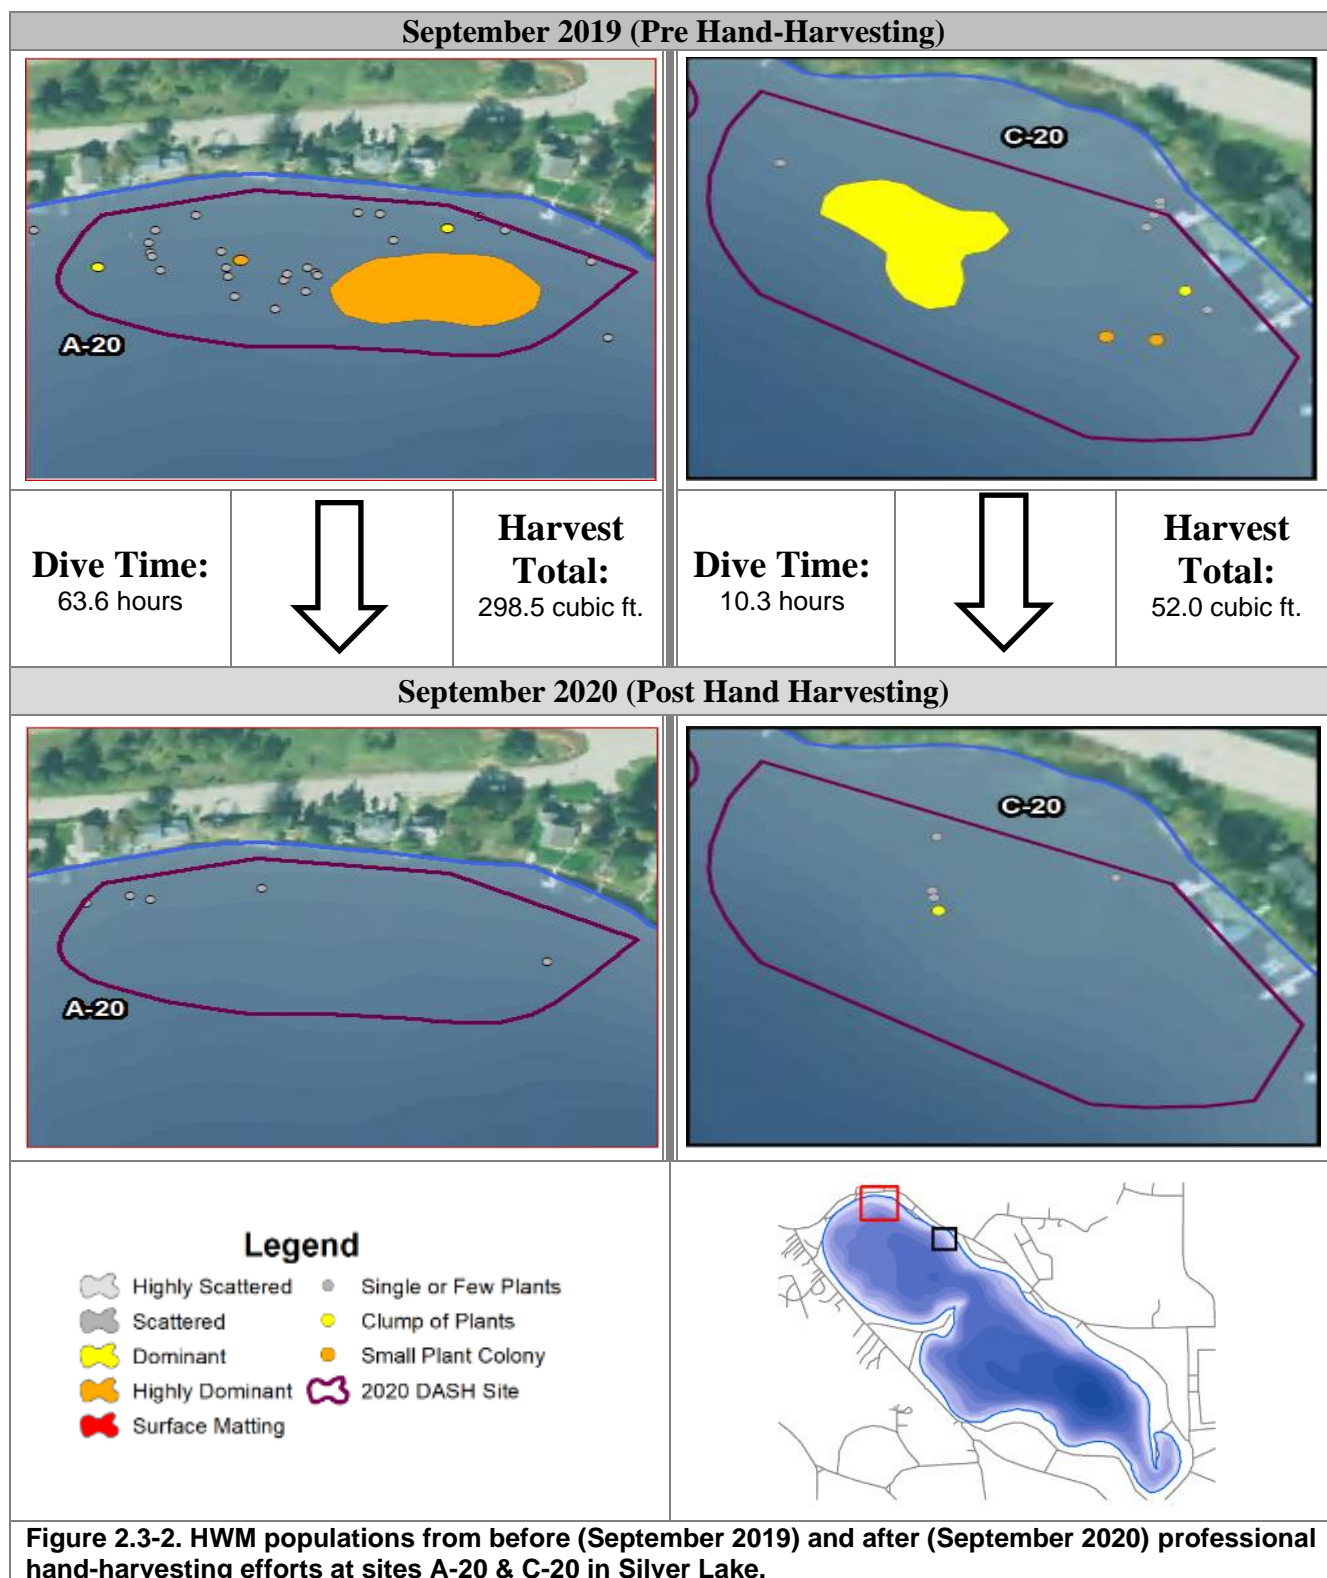 September 2019 (Pre Hand-Harvesting)
A-20
C-20
Dive Time:
63.6 hours
Harvest
Total:
298.5 cubic ft.
Dive Time:
10.3 hours
Harvest
Total:
52.0 cubic ft.
September 2020 (Post Hand Harvesting)
A-20
C-20
Legend
Highly Scattered
Scattered
Dominant
Highly Dominant
Surface Matting
Single or Few Plants
Clump of Plants
Small Plant Colony
2020 DASH Site
Figure 2.3-2. HWM populations from before (September 2019) and after (September 2020) professional
hand-harvesting efforts at sites A-20 & C-20 in Silver Lake.